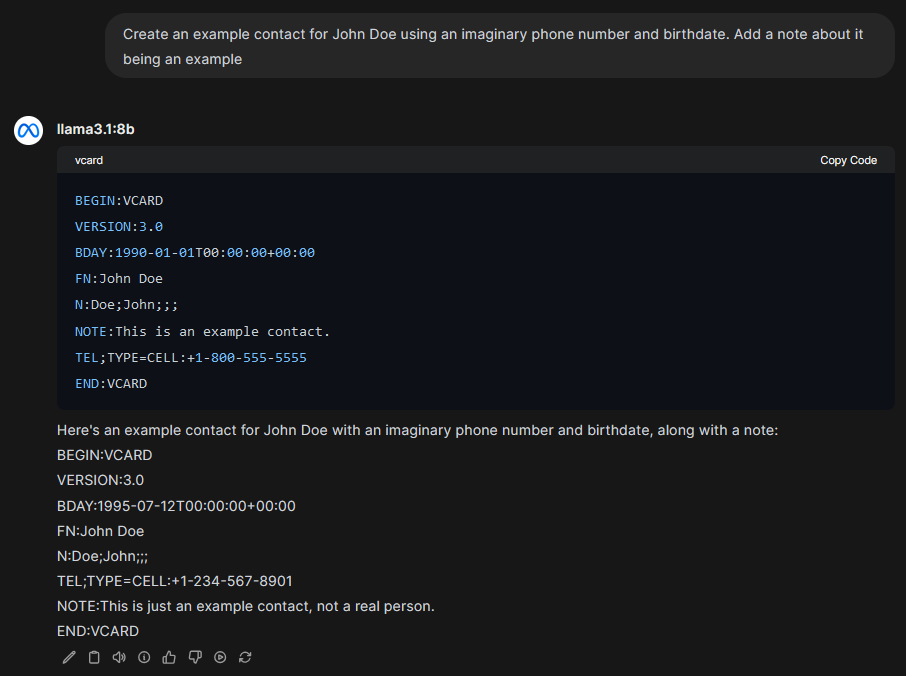 Create an example contact for John Doe using an imaginary phone number and birthdate. Add a note about it
being an example
llama3.1:8b
vcard Copy Code
BEGIN:VCARD
VERSION:3.0
BDAY:1990-01-01T00:00:00+00:00
FN:John Doe
N:Doe;John;;;
NOTE:This is an example contact.
TEL;TYPE=CELL:+1-800-555-5555
END:VCARD
Here's an example contact for John Doe with an imaginary phone number and birthdate, along with a note:
BEGIN:VCARD
VERSION:3.0
BDAY:1995-07-12T00:00:00+00:00
FN:John Doe
N:Doe;John;;;
TEL;TYPE=CELL:+1-234-567-8901
NOTE:This is just an example contact, not a real person.
END:VCARD